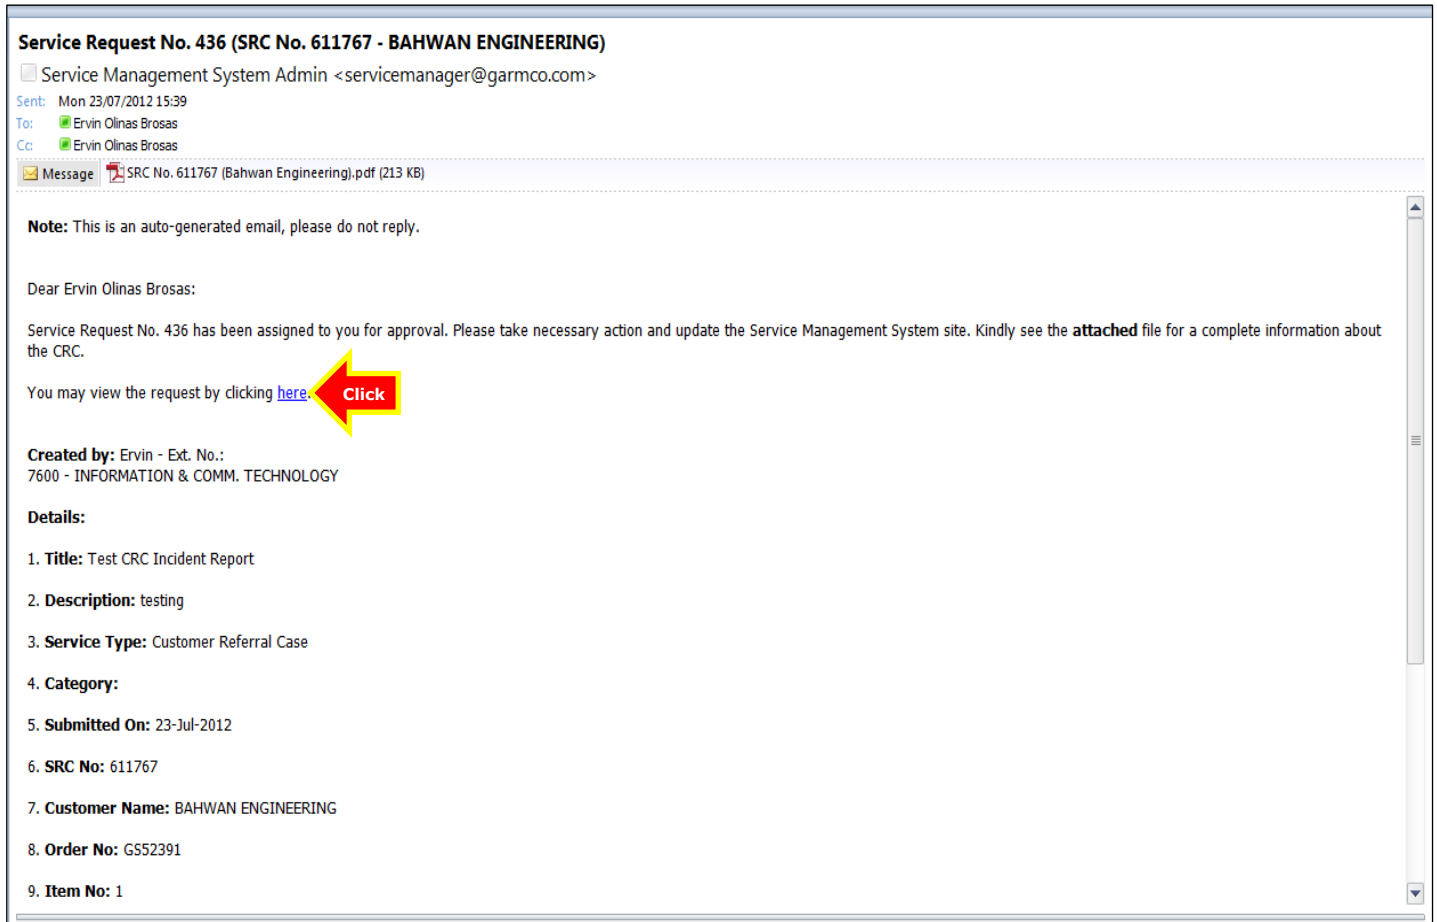 Service Request No. 436 (SRC No. 611767 - BAHWAN ENGINEERING)
Service Management System Admin <servicemanager@garmco.com>
Sent: Mon 23/07/2012 15:39
To: Ervin Olinas Brosas
Cc: Ervin Olinas Brosas
Message SRC No. 611767 (Bahwan Engineering).pdf (213 KB)
Note: This is an auto-generated email, please do not reply.
Dear Ervin Olinas Brosas:
Service Request No. 436 has been assigned to you for approval. Please take necessary action and update the Service Management System site. Kindly see the attached file for a complete information about
the CRC.
You may view the request by clicking here. Click
Created by: Ervin - Ext. No.:
7600 - INFORMATION & COMM. TECHNOLOGY
Details:
1. Title: Test CRC Incident Report
2. Description: testing
3. Service Type: Customer Referral Case
4. Category:
5. Submitted On: 23-Jul-2012
6. SRC No: 611767
7. Customer Name: BAHWAN ENGINEERING
8. Order No: GS52391
9. Item No: 1